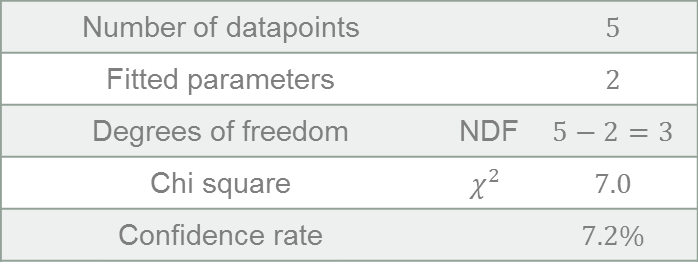 Number of datapoints 5
Fitted parameters 2
Degrees of freedom NDF 5 − 2 = 3
Chi square χ² 7.0
Confidence rate 7.2%